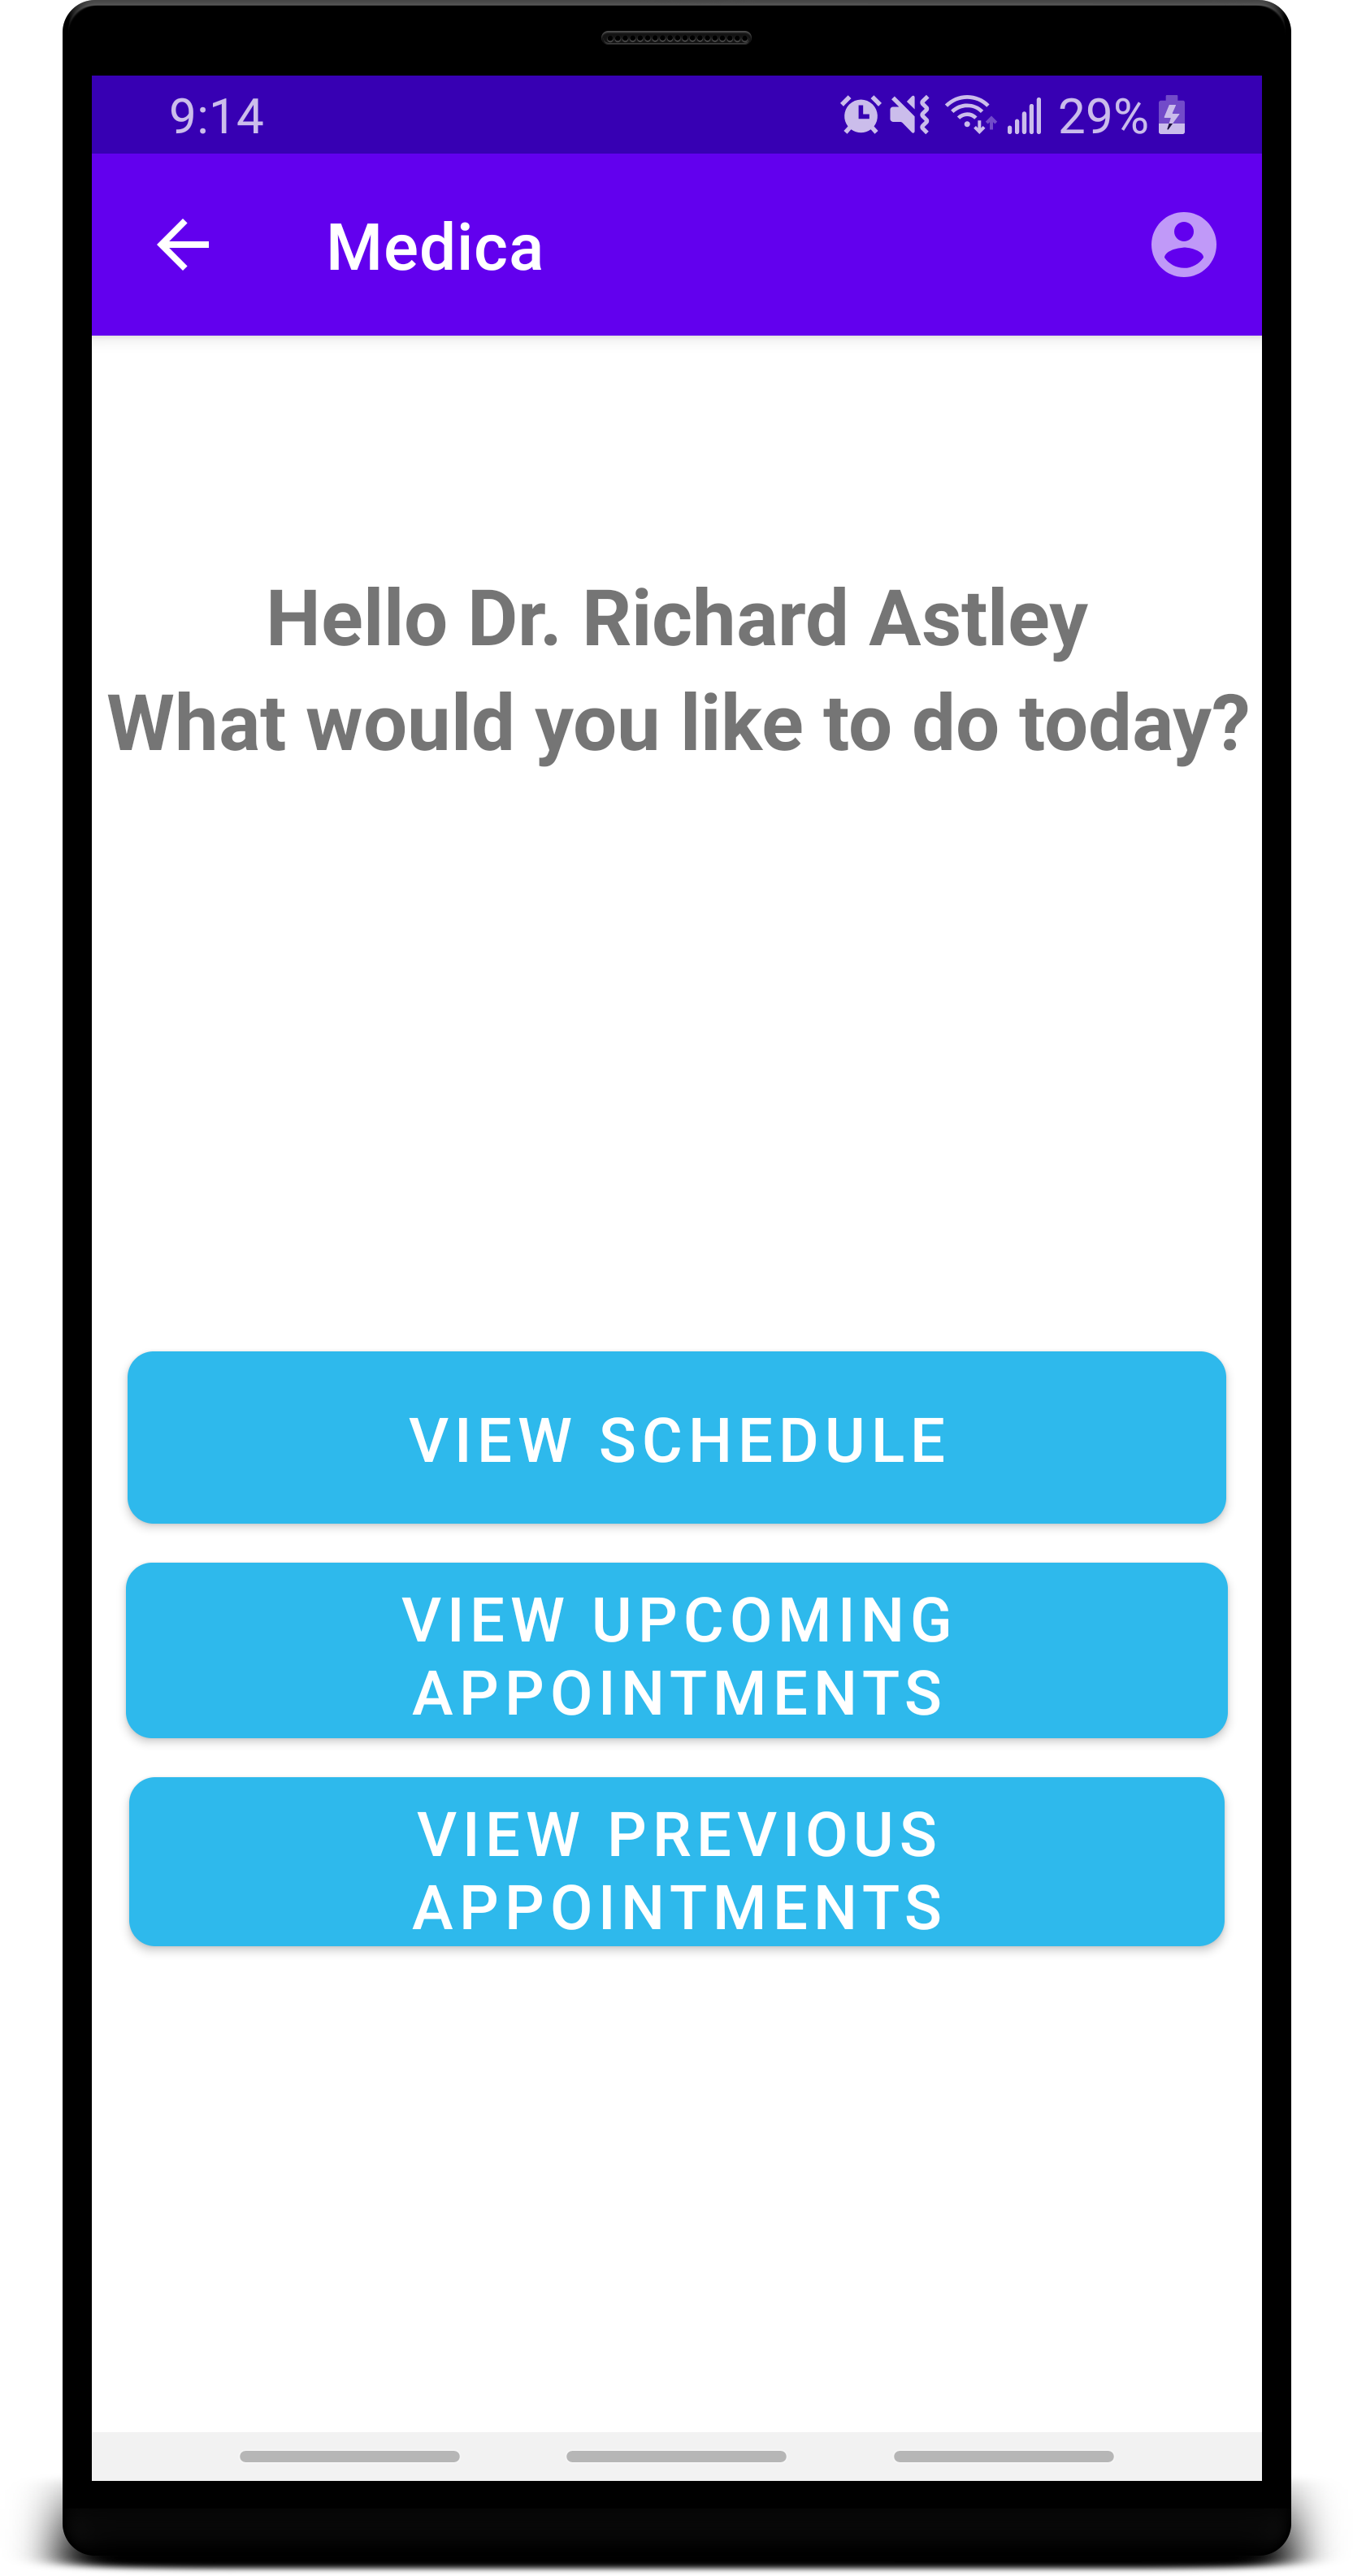 9:14 29%
Medica
Hello Dr. Richard Astley
What would you like to do today?
VIEW SCHEDULE
VIEW UPCOMING
APPOINTMENTS
VIEW PREVIOUS
APPOINTMENTS